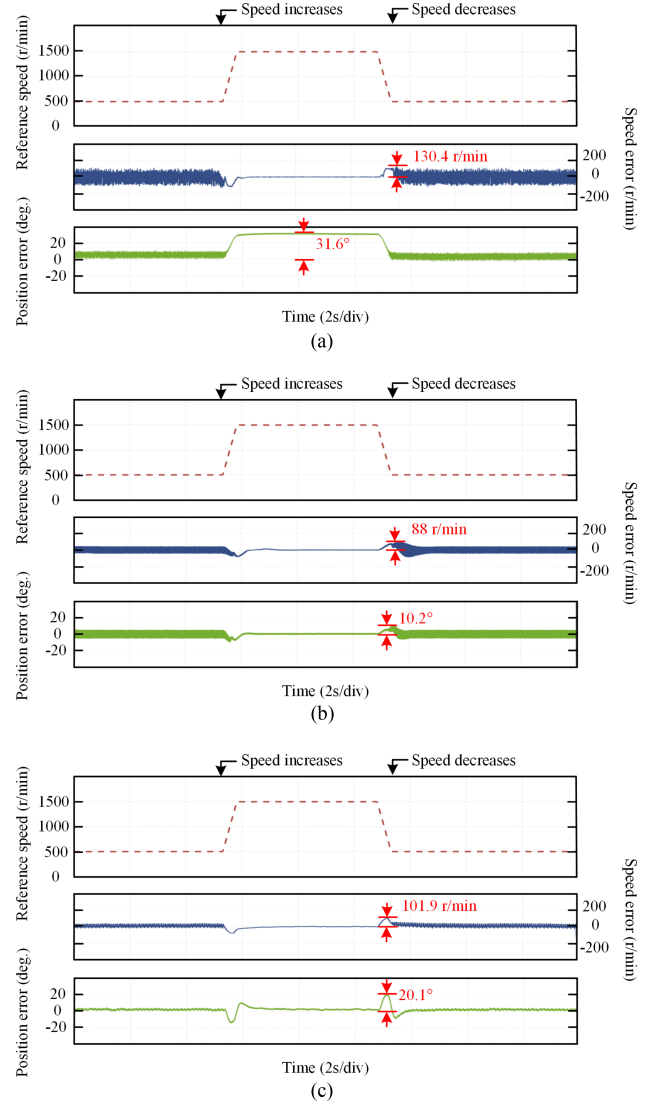 Speed increases
Speed decreases
Reference speed (r/min)
1500
1000
500
0
Speed error (r/min)
200
0
-200
130.4 r/min
Position error (deg.)
20
0
-20
31.6°
Time (2s/div)
(a)
Speed increases
Speed decreases
Reference speed (r/min)
1500
1000
500
0
Speed error (r/min)
200
0
-200
88 r/min
Position error (deg.)
20
0
-20
10.2°
Time (2s/div)
(b)
Speed increases
Speed decreases
Reference speed (r/min)
1500
1000
500
0
Speed error (r/min)
200
0
-200
101.9 r/min
Position error (deg.)
20
0
-20
20.1°
Time (2s/div)
(c)